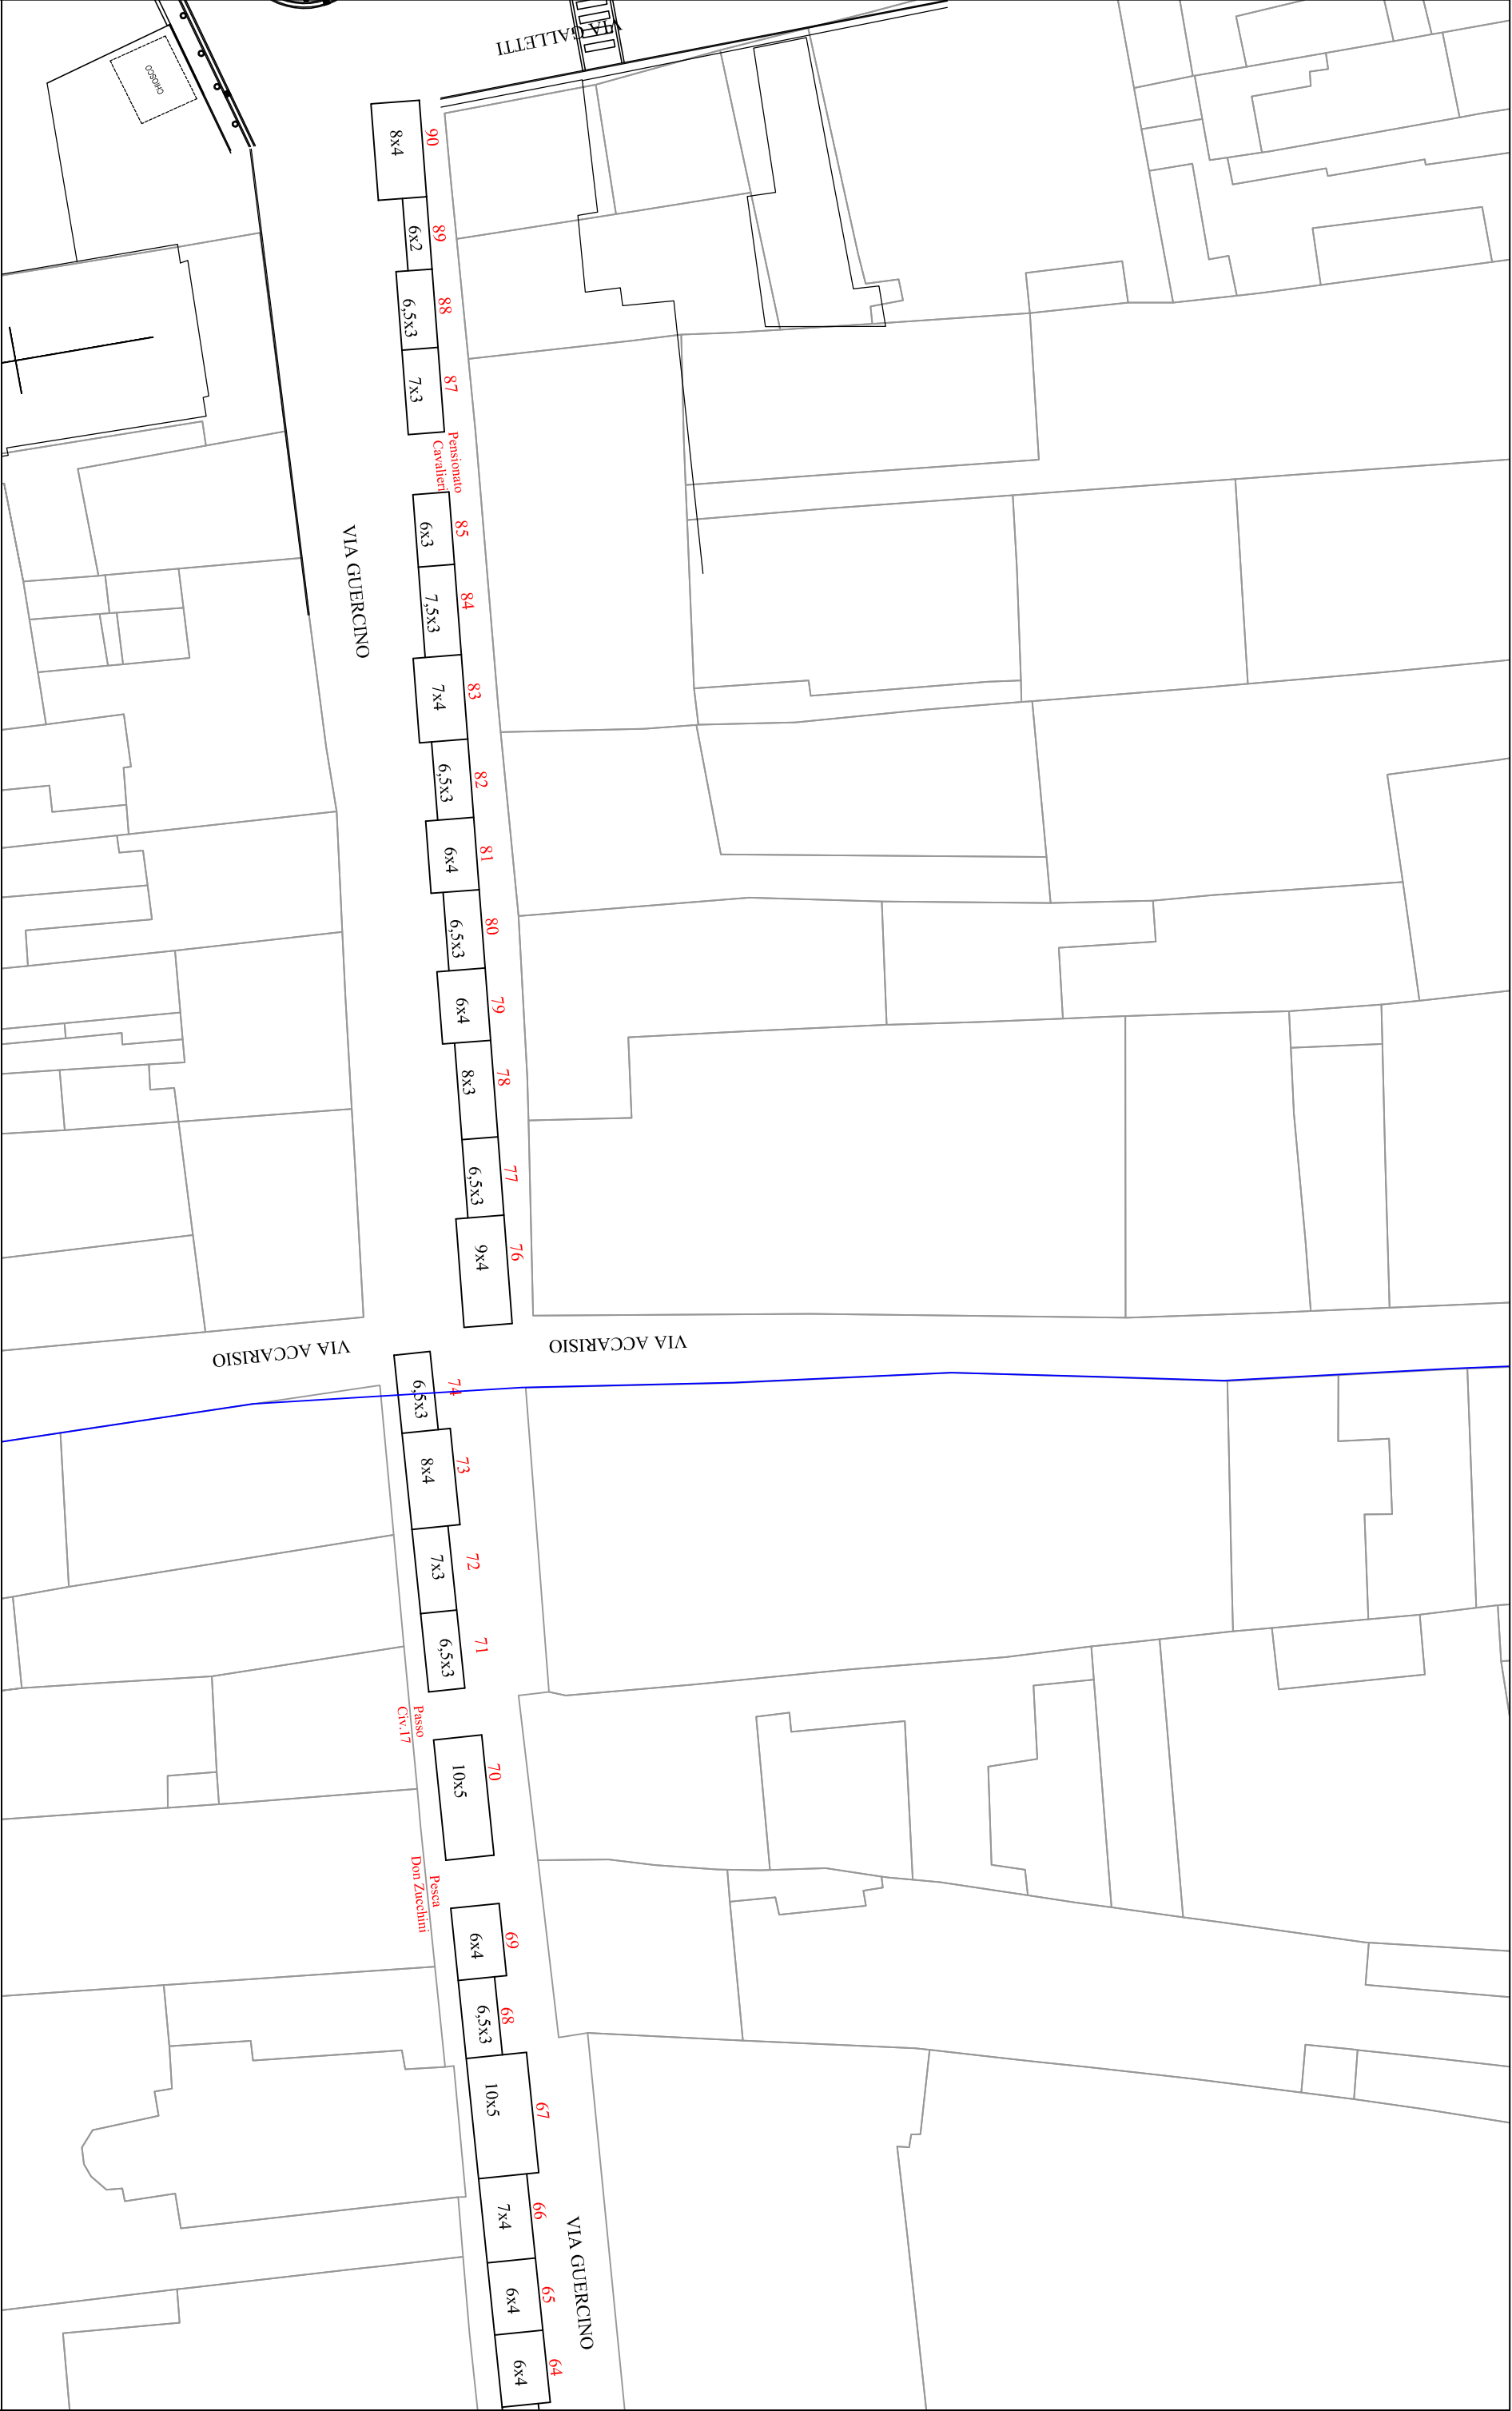 VIA GALLETTI
CHIOSCO
90
8x4
89
6x2
88
6,5x3
87
7x3
Pensionato
Cavalieri
85
6x3
VIA GUERCINO
84
7,5x3
83
7x4
82
6,5x3
81
6x4
80
6,5x3
79
6x4
78
8x3
77
6,5x3
76
9x4
VIA ACCARISIO
VIA ACCARISIO
74
6,5x3
73
8x4
72
7x3
71
6,5x3
Passo
Civ.17
70
10x5
Pesca
Don Zucchini
69
6x4
68
6,5x3
67
10x5
66
7x4
VIA GUERCINO
65
6x4
64
6x4